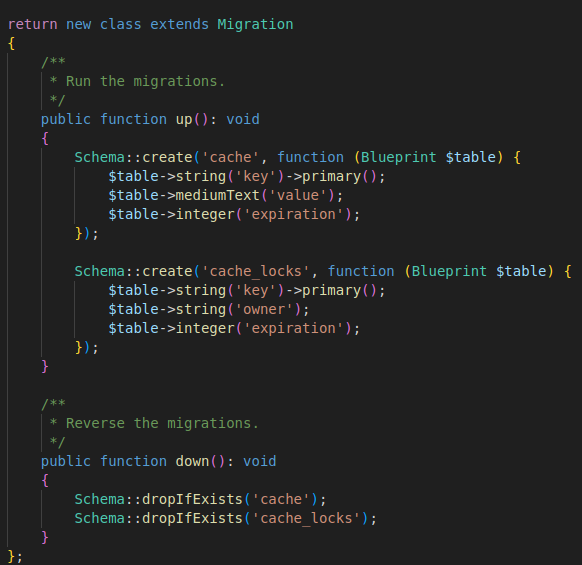 return new class extends Migration
{
    /**
     * Run the migrations.
     */
    public function up(): void
    {
        Schema::create('cache', function (Blueprint $table) {
            $table->string('key')->primary();
            $table->mediumText('value');
            $table->integer('expiration');
        });

        Schema::create('cache_locks', function (Blueprint $table) {
            $table->string('key')->primary();
            $table->string('owner');
            $table->integer('expiration');
        });
    }

    /**
     * Reverse the migrations.
     */
    public function down(): void
    {
        Schema::dropIfExists('cache');
        Schema::dropIfExists('cache_locks');
    }
};